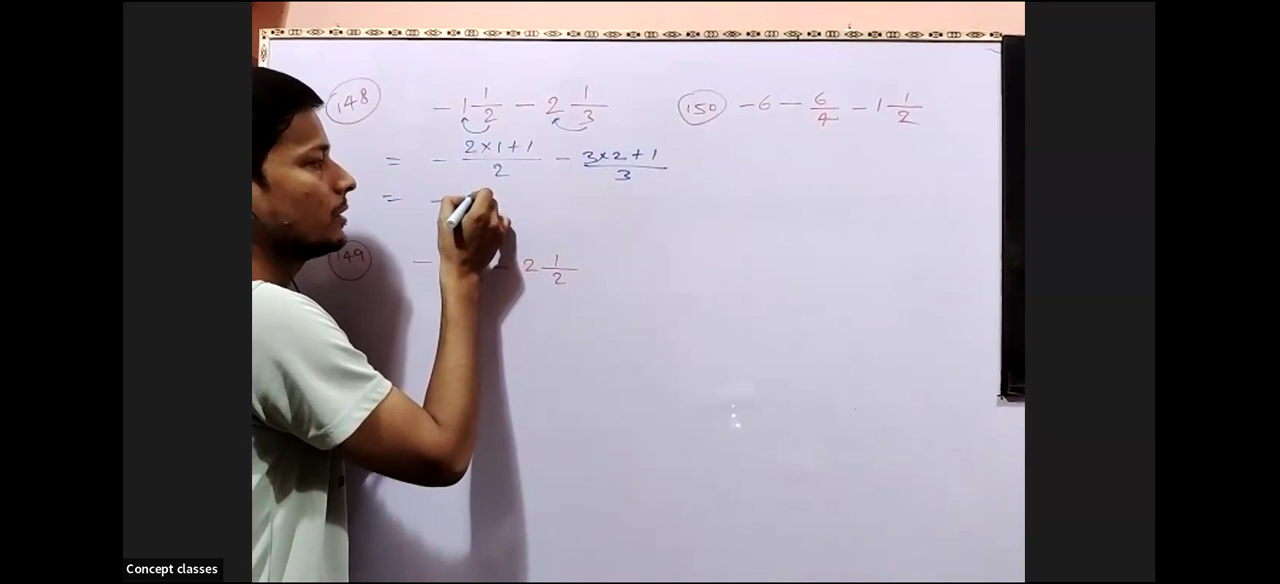 148 - 1 1/2 - 2 1/3
= - 2×1+1/2 - 3×2+1/3
= -
149 - - 2 1/2
150 -6 - 6/4 - 1 1/2
Concept classes